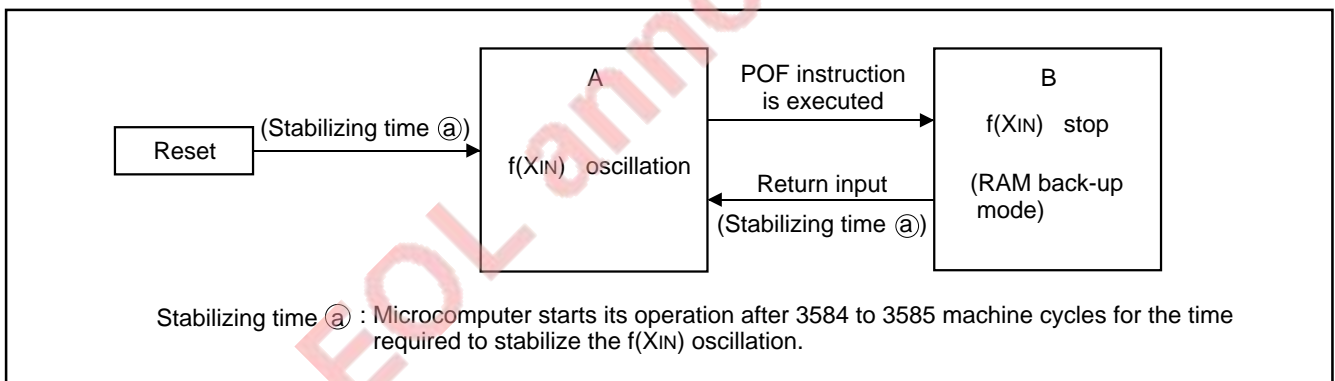 A
POF instruction
is executed
B
f(XIN) stop
(Stabilizing time ⓐ)
Reset
f(XIN) oscillation
Return input
(RAM back-up
mode)
(Stabilizing time ⓐ)
Stabilizing time ⓐ : Microcomputer starts its operation after 3584 to 3585 machine cycles for the time
required to stabilize the f(XIN) oscillation.
EOL anno